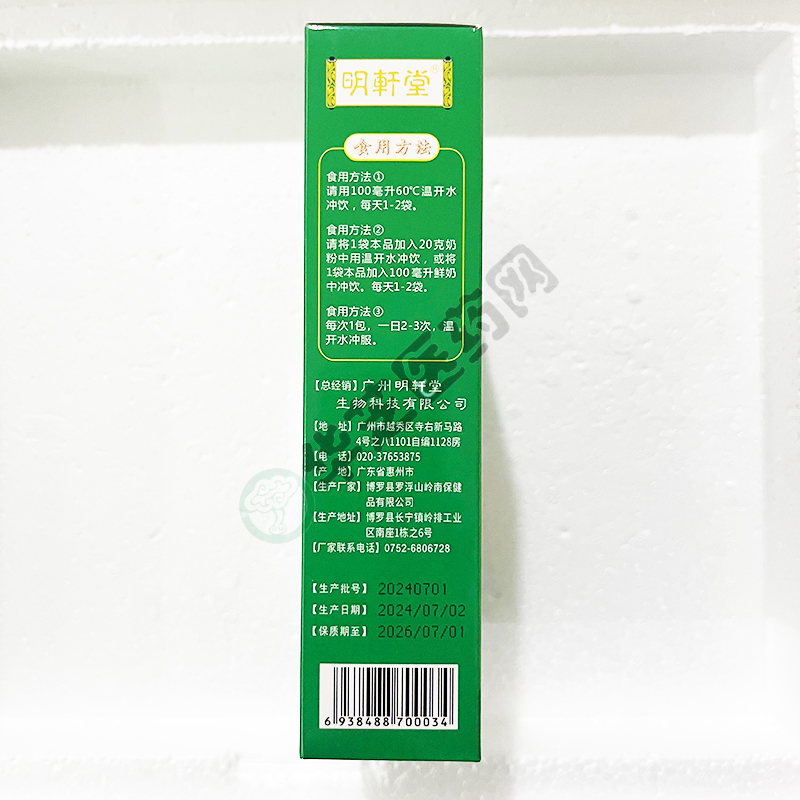 明軒堂®
食用方法
食用方法①
请用100毫升60℃温开水
冲饮，每天1-2袋。
食用方法②
请将1袋本品加入20克奶
粉中用温开水冲饮，或将
1袋本品加入100毫升鲜奶
中冲饮。每天1-2袋。
食用方法③
每次1包，一日2-3次，温
开水冲服。
【总经销】广州明軒堂
生物科技有限公司
【地 址】广州市越秀区寺右新马路
4号之八1101自编1128房
【电 话】020-37653875
【产 地】广东省惠州市
【生产厂家】博罗县罗浮山岭南保健
品有限公司
【生产地址】博罗县长宁镇岭排工业
区南座1栋之6号
【厂家联系电话】0752-6806728
【生产批号】20240701
【生产日期】2024/07/02
【保质期至】2026/07/01
6 938488 700034